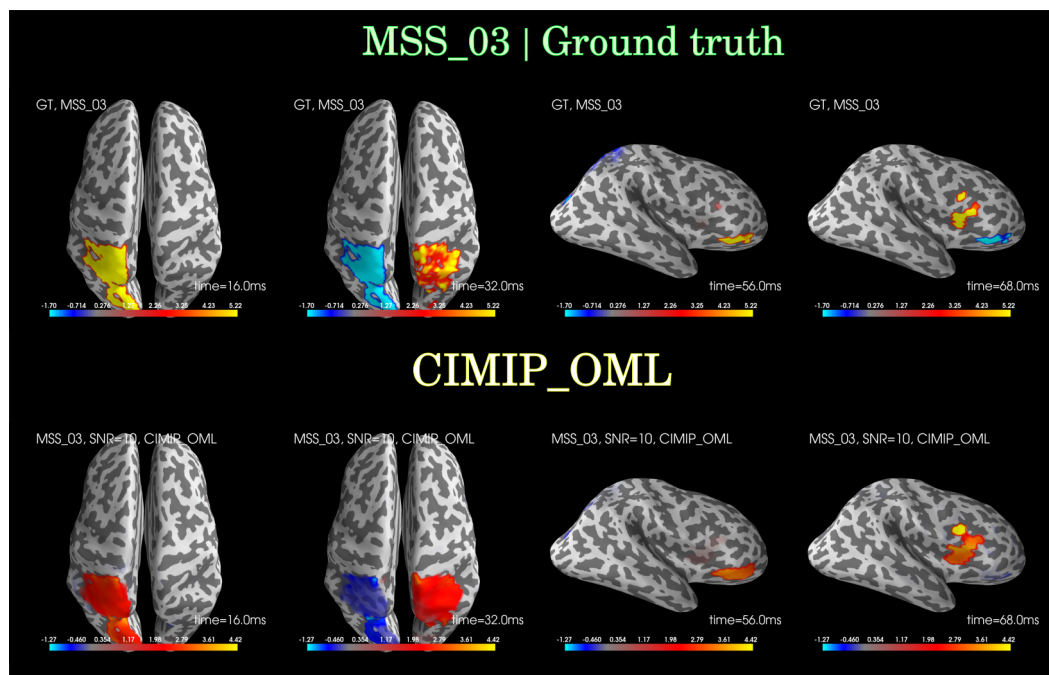 MSS_03 | Ground truth
GT, MSS_03
GT, MSS_03
GT, MSS_03
GT, MSS_03
time=16.0ms
time=32.0ms
time=56.0ms
time=68.0ms
-1.70 -0.714 0.276 1.27 2.26 3.25 4.23 5.22
-1.70 -0.714 0.276 1.27 2.26 3.25 4.23 5.22
-1.70 -0.714 0.276 1.27 2.26 3.25 4.23 5.22
-1.70 -0.714 0.276 1.27 2.26 3.25 4.23 5.22
CIMIP_OML
MSS_03, SNR=10, CIMIP_OML
MSS_03, SNR=10, CIMIP_OML
MSS_03, SNR=10, CIMIP_OML
MSS_03, SNR=10, CIMIP_OML
time=16.0ms
time=32.0ms
time=56.0ms
time=68.0ms
-1.27 -0.460 0.354 1.17 1.98 2.79 3.61 4.42
-1.27 -0.460 0.354 1.17 1.98 2.79 3.61 4.42
-1.27 -0.460 0.354 1.17 1.98 2.79 3.61 4.42
-1.27 -0.460 0.354 1.17 1.98 2.79 3.61 4.42